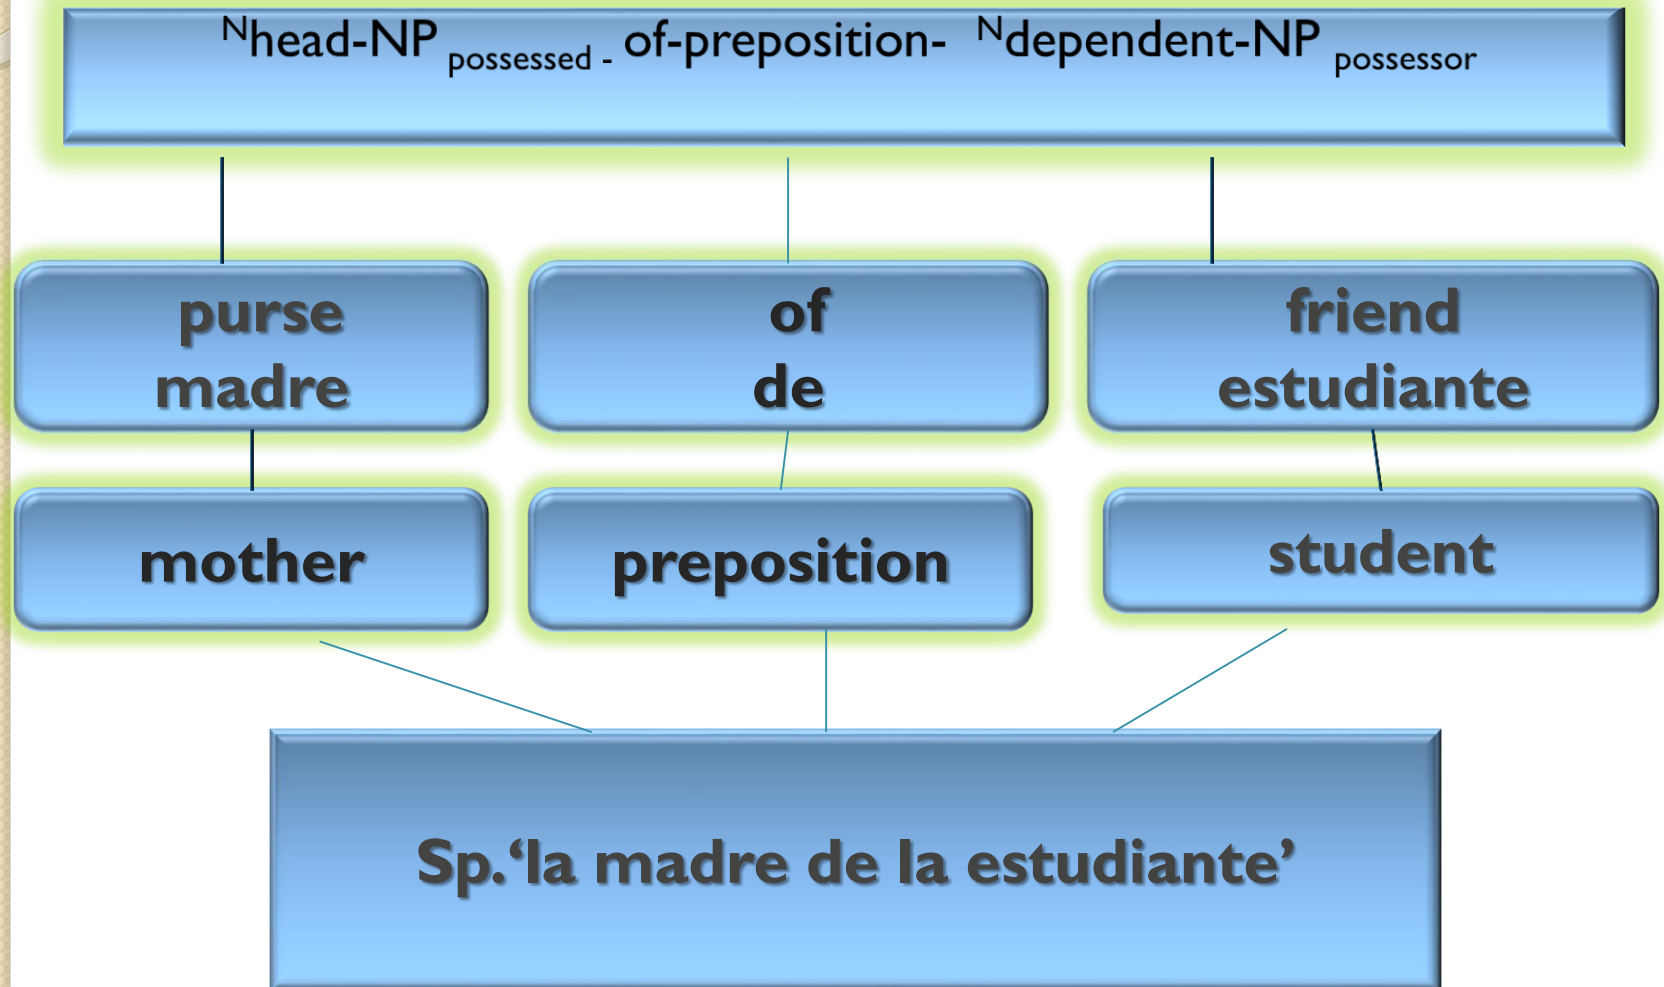 Nhead-NP possessed - of-preposition- Ndependent-NP possessor
purse
madre
of
de
friend
estudiante
mother
preposition
student
Sp.‘la madre de la estudiante’